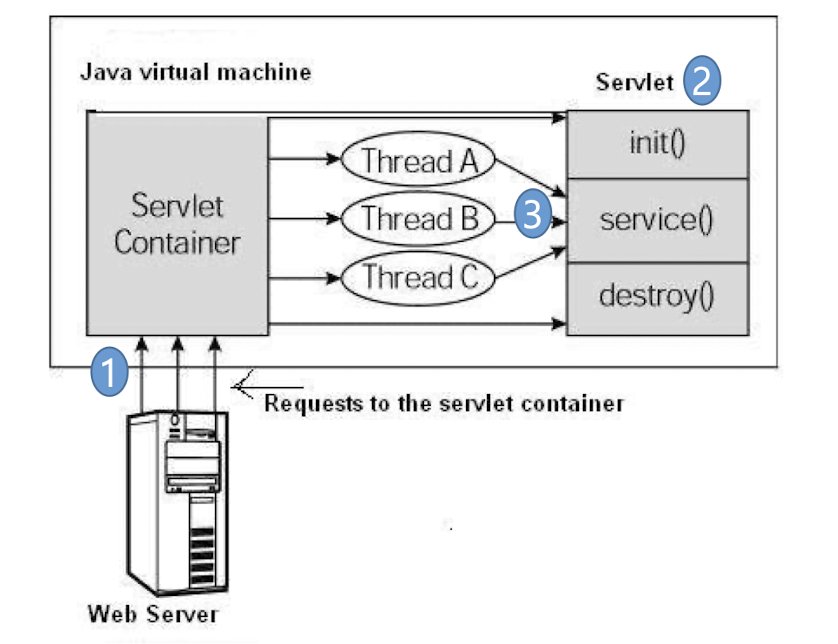 Java virtual machine
Servlet 2
init()
Thread A
Servlet
Container
Thread B
3
service()
Thread C
destroy()
1
Requests to the servlet container
Web Server